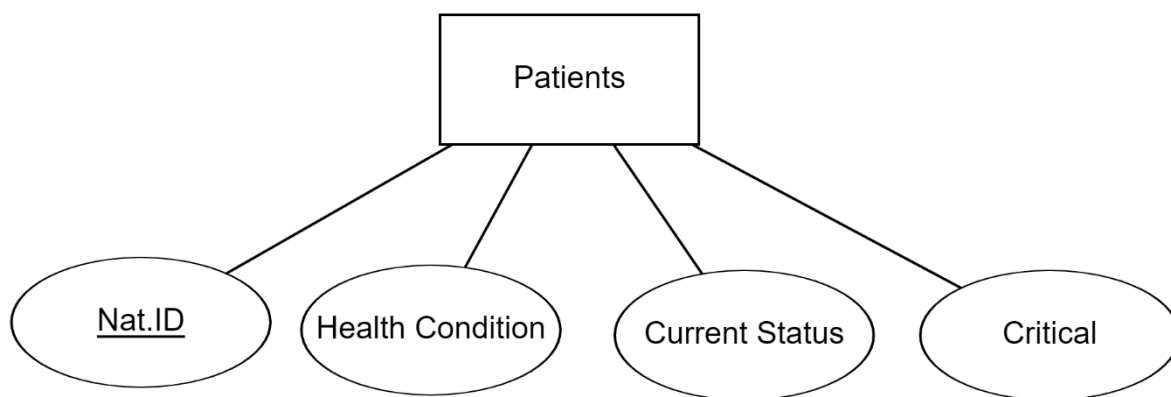 Patients
Nat.ID
Health Condition
Current Status
Critical